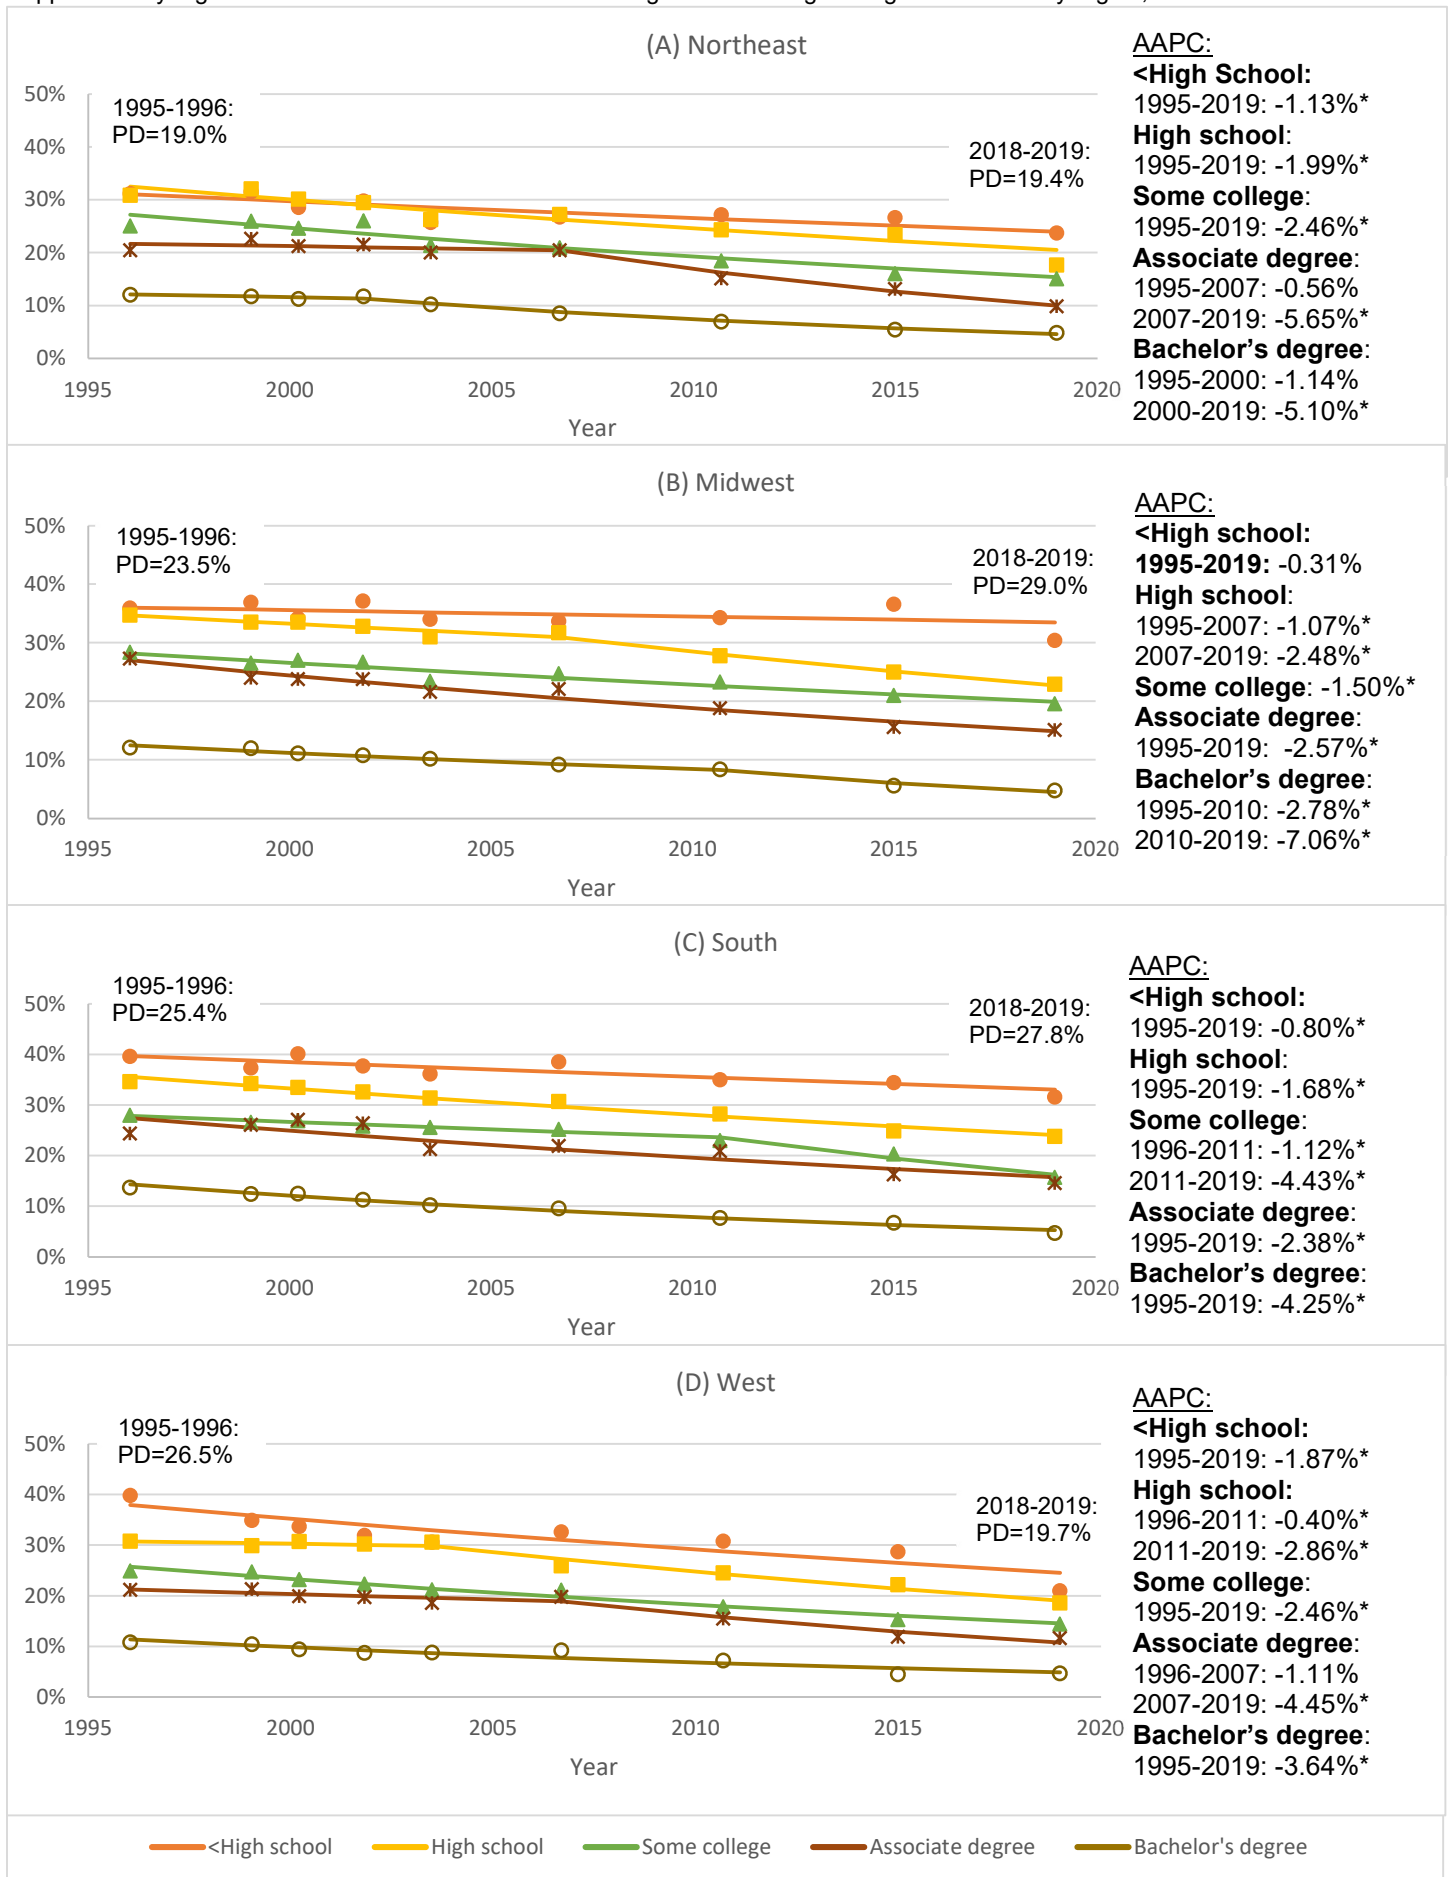 (A) Northeast
50%
40%
30%
20%
10%
0%
1995-1996:
PD=19.0%
2018-2019:
PD=19.4%
1995 2000 2005 2010 2015 2020
Year
AAPC:
<High School:
1995-2019: -1.13%*
High school:
1995-2019: -1.99%*
Some college:
1995-2019: -2.46%*
Associate degree:
1995-2007: -0.56%
2007-2019: -5.65%*
Bachelor’s degree:
1995-2000: -1.14%
2000-2019: -5.10%*
(B) Midwest
50%
40%
30%
20%
10%
0%
1995-1996:
PD=23.5%
2018-2019:
PD=29.0%
1995 2000 2005 2010 2015 2020
Year
AAPC:
<High school:
1995-2019: -0.31%
High school:
1995-2007: -1.07%*
2007-2019: -2.48%*
Some college: -1.50%*
Associate degree:
1995-2019: -2.57%*
Bachelor’s degree:
1995-2010: -2.78%*
2010-2019: -7.06%*
(C) South
50%
40%
30%
20%
10%
0%
1995-1996:
PD=25.4%
2018-2019:
PD=27.8%
1995 2000 2005 2010 2015 2020
Year
AAPC:
<High school:
1995-2019: -0.80%*
High school:
1995-2019: -1.68%*
Some college:
1996-2011: -1.12%*
2011-2019: -4.43%*
Associate degree:
1995-2019: -2.38%*
Bachelor’s degree:
1995-2019: -4.25%*
(D) West
50%
40%
30%
20%
10%
0%
1995-1996:
PD=26.5%
2018-2019:
PD=19.7%
1995 2000 2005 2010 2015 2020
Year
AAPC:
<High school:
1995-2019: -1.87%*
High school:
1996-2011: -0.40%*
2011-2019: -2.86%*
Some college:
1995-2019: -2.46%*
Associate degree:
1996-2007: -1.11%
2007-2019: -4.45%*
Bachelor’s degree:
1995-2019: -3.64%*
<High school High school Some college Associate degree Bachelor's degree